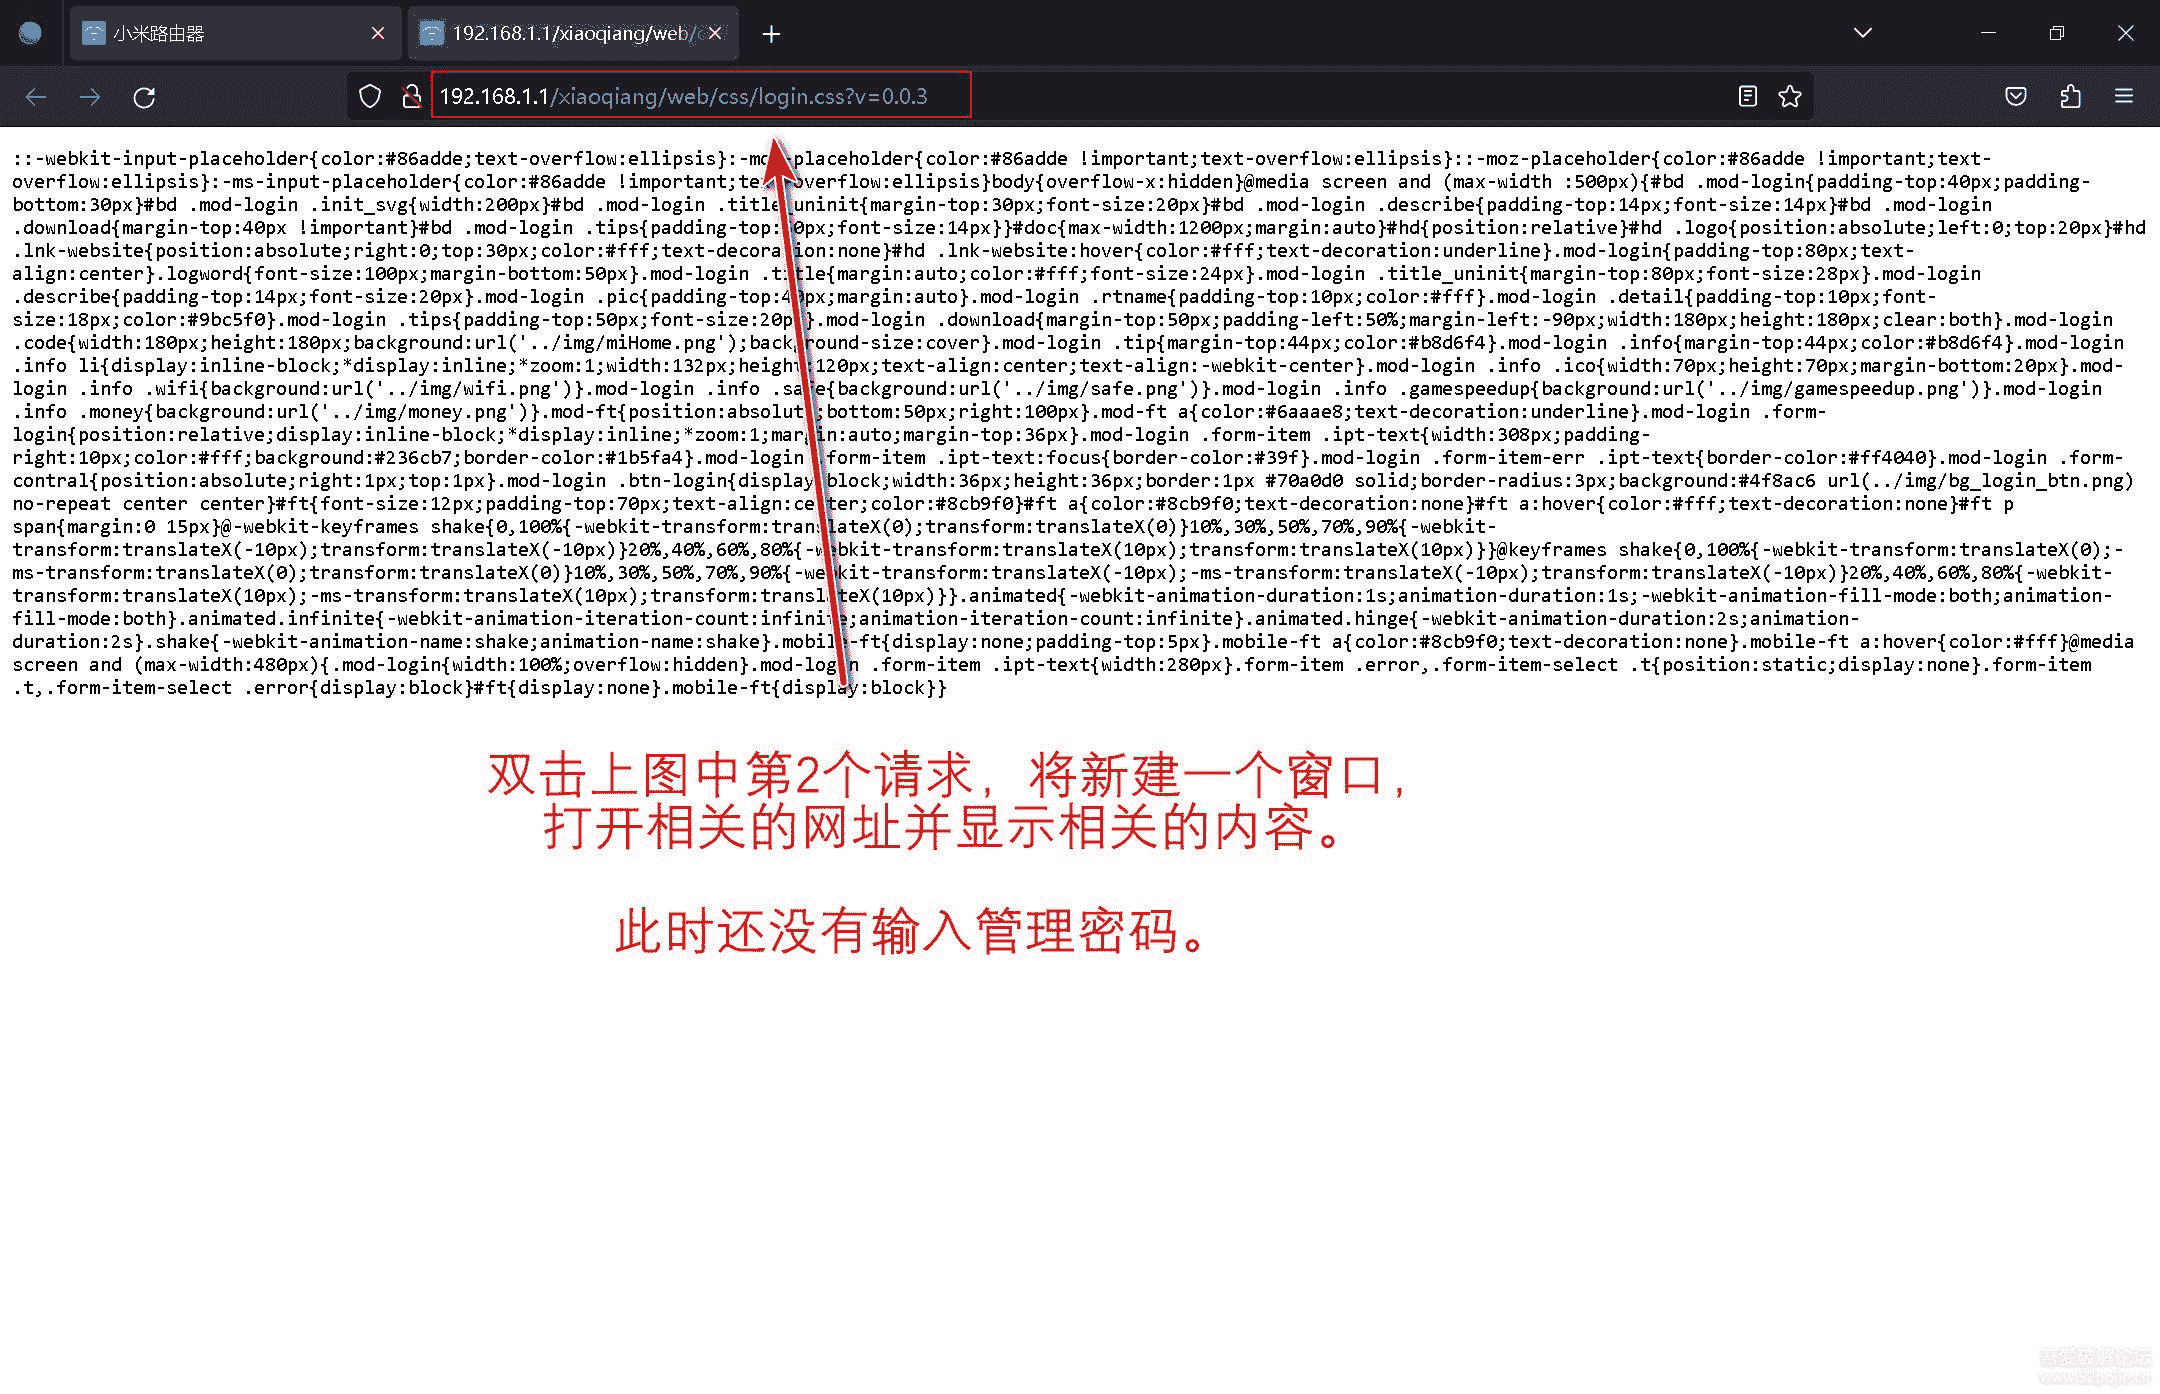 小米路由器
192.168.1.1/xiaoqiang/web/c
192.168.1.1/xiaoqiang/web/css/login.css?v=0.0.3
::-webkit-input-placeholder{color:#86adde;text-overflow:ellipsis}:-moz-placeholder{color:#86adde !important;text-overflow:ellipsis}::-moz-placeholder{color:#86adde !important;text-
overflow:ellipsis}:-ms-input-placeholder{color:#86adde !important;text-overflow:ellipsis}body{overflow-x:hidden}@media screen and (max-width :500px){#bd .mod-login{padding-top:40px;padding-
bottom:30px}#bd .mod-login .init_svg{width:200px}#bd .mod-login .title_uninit{margin-top:30px;font-size:20px}#bd .mod-login .describe{padding-top:14px;font-size:14px}#bd .mod-login
.download{margin-top:40px !important}#bd .mod-login .tips{padding-top:50px;font-size:14px}}#doc{max-width:1200px;margin:auto}#hd{position:relative}#hd .logo{position:absolute;left:0;top:20px}#hd
.lnk-website{position:absolute;right:0;top:30px;color:#fff;text-decoration:none}#hd .lnk-website:hover{color:#fff;text-decoration:underline}.mod-login{padding-top:80px;text-
align:center}.logword{font-size:100px;margin-bottom:50px}.mod-login .title{margin:auto;color:#fff;font-size:24px}.mod-login .title_uninit{margin-top:80px;font-size:28px}.mod-login
.describe{padding-top:14px;font-size:20px}.mod-login .pic{padding-top:40px;margin:auto}.mod-login .rtname{padding-top:10px;color:#fff}.mod-login .detail{padding-top:10px;font-
size:18px;color:#9bc5f0}.mod-login .tips{padding-top:50px;font-size:20px}.mod-login .download{margin-top:50px;padding-left:50%;margin-left:-90px;width:180px;height:180px;clear:both}.mod-login
.code{width:180px;height:180px;background:url('../img/miHome.png');background-size:cover}.mod-login .tip{margin-top:44px;color:#b8d6f4}.mod-login .info{margin-top:44px;color:#b8d6f4}.mod-login
.info li{display:inline-block;*display:inline;*zoom:1;width:132px;height:120px;text-align:center;text-align:-webkit-center}.mod-login .info .ico{width:70px;height:70px;margin-bottom:20px}.mod-
login .info .wifi{background:url('../img/wifi.png')}.mod-login .info .safe{background:url('../img/safe.png')}.mod-login .info .gamespeedup{background:url('../img/gamespeedup.png')}.mod-login
.info .money{background:url('../img/money.png')}.mod-ft{position:absolute;bottom:50px;right:100px}.mod-ft a{color:#6aaae8;text-decoration:underline}.mod-login .form-
login{position:relative;display:inline-block;*display:inline;*zoom:1;margin:auto;margin-top:36px}.mod-login .form-item .ipt-text{width:308px;padding-
right:10px;color:#fff;background:#236cb7;border-color:#1b5fa4}.mod-login .form-item .ipt-text:focus{border-color:#39f}.mod-login .form-item-err .ipt-text{border-color:#ff4040}.mod-login .form-
contral{position:absolute;right:1px;top:1px}.mod-login .btn-login{display:block;width:36px;height:36px;border:1px #70a0d0 solid;border-radius:3px;background:#4f8ac6 url(../img/bg_login_btn.png)
no-repeat center center}#ft{font-size:12px;padding-top:70px;text-align:center;color:#8cb9f0}#ft a{color:#8cb9f0;text-decoration:none}#ft a:hover{color:#fff;text-decoration:none}#ft p
span{margin:0 15px}@-webkit-keyframes shake{0,100%{-webkit-transform:translateX(0);transform:translateX(0)}10%,30%,50%,70%,90%{-webkit-
transform:translateX(-10px);transform:translateX(-10px)}20%,40%,60%,80%{-webkit-transform:translateX(10px);transform:translateX(10px)}}@keyframes shake{0,100%{-webkit-transform:translateX(0);-
ms-transform:translateX(0);transform:translateX(0)}10%,30%,50%,70%,90%{-webkit-transform:translateX(-10px);-ms-transform:translateX(-10px);transform:translateX(-10px)}20%,40%,60%,80%{-webkit-
transform:translateX(10px);-ms-transform:translateX(10px);transform:translateX(10px)}}.animated{-webkit-animation-duration:1s;animation-duration:1s;-webkit-animation-fill-mode:both;animation-
fill-mode:both}.animated.infinite{-webkit-animation-iteration-count:infinite;animation-iteration-count:infinite}.animated.hinge{-webkit-animation-duration:2s;animation-
duration:2s}.shake{-webkit-animation-name:shake;animation-name:shake}.mobile-ft{display:none;padding-top:5px}.mobile-ft a{color:#8cb9f0;text-decoration:none}.mobile-ft a:hover{color:#fff}@media
screen and (max-width:480px){.mod-login{width:100%;overflow:hidden}.mod-login .form-item .ipt-text{width:280px}.form-item .error,.form-item-select .t{position:static;display:none}.form-item
.t,.form-item-select .error{display:block}#ft{display:none}.mobile-ft{display:block}}
双击上图中第2个请求，将新建一个窗口，
打开相关的网址并显示相关的内容。
此时还没有输入管理密码。
吾爱破解论坛
www.52pojie.cn